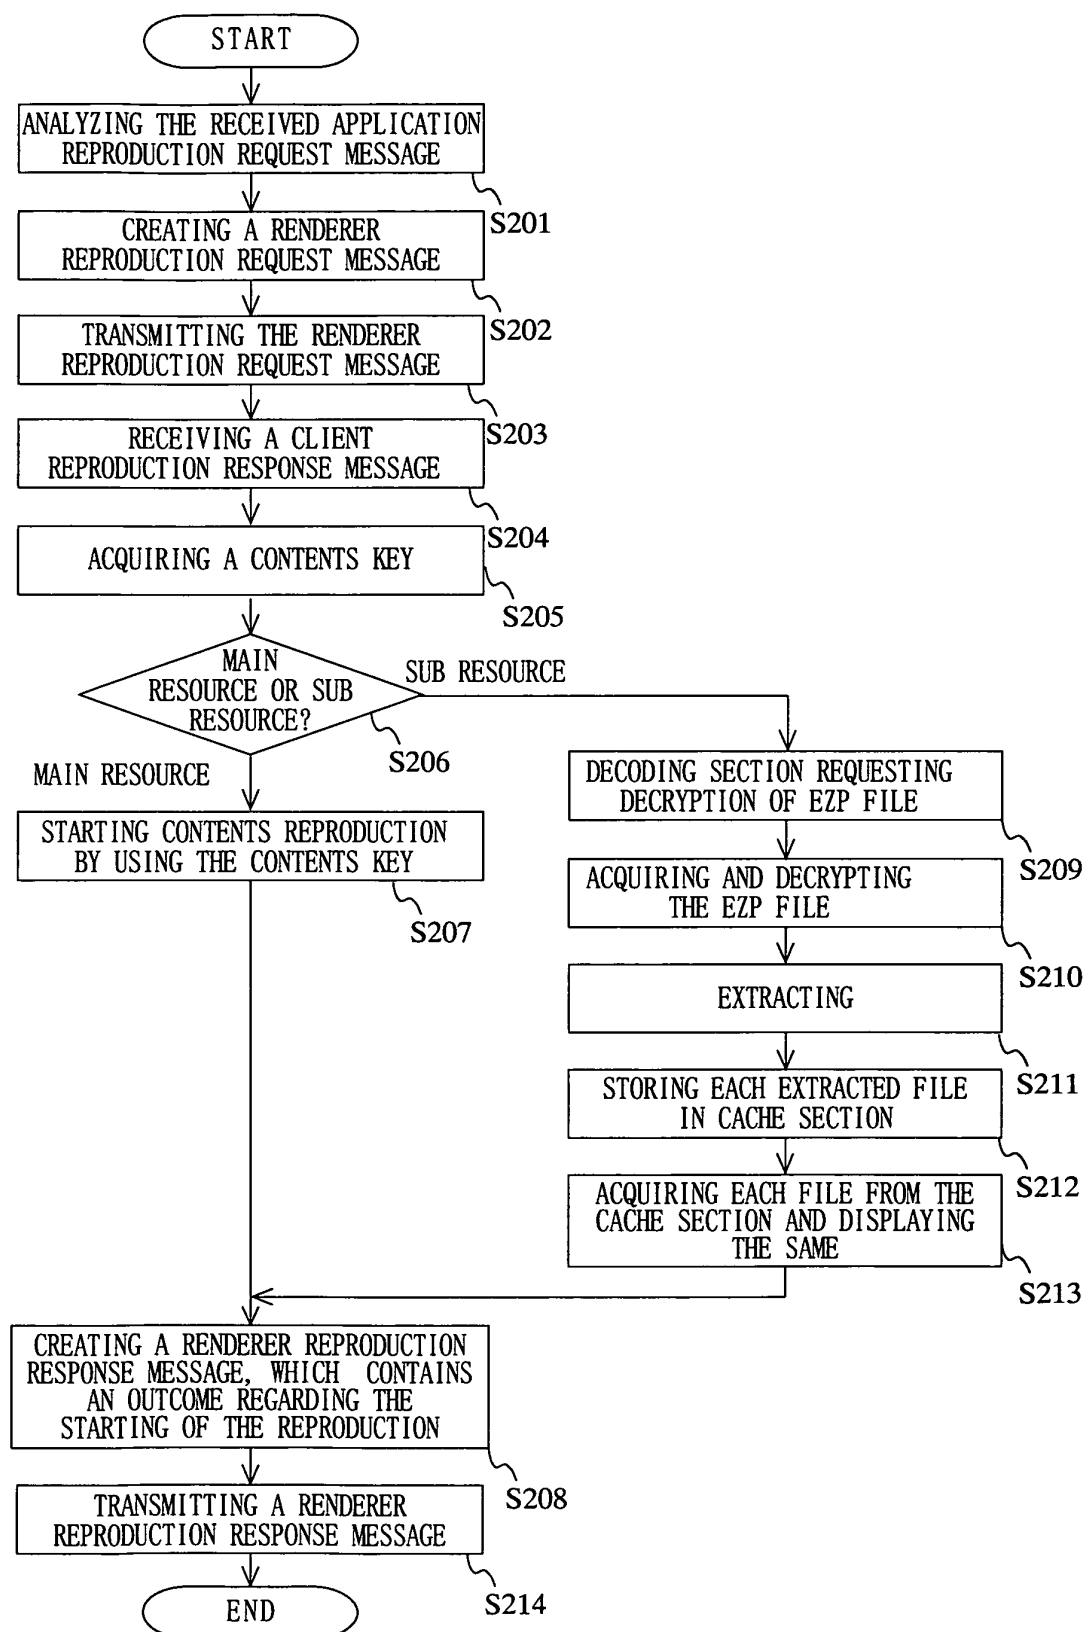 START
ANALYZING THE RECEIVED APPLICATION
REPRODUCTION REQUEST MESSAGE
S201
CREATING A RENDERER
REPRODUCTION REQUEST MESSAGE
S202
TRANSMITTING THE RENDERER
REPRODUCTION REQUEST MESSAGE
S203
RECEIVING A CLIENT
REPRODUCTION RESPONSE MESSAGE
S204
ACQUIRING A CONTENTS KEY
S205
MAIN
RESOURCE OR SUB
RESOURCE?
S206
SUB RESOURCE
MAIN RESOURCE
STARTING CONTENTS REPRODUCTION
BY USING THE CONTENTS KEY
S207
DECODING SECTION REQUESTING
DECRYPTION OF EZP FILE
S209
ACQUIRING AND DECRYPTING
THE EZP FILE
S210
EXTRACTING
S211
STORING EACH EXTRACTED FILE
IN CACHE SECTION
S212
ACQUIRING EACH FILE FROM THE
CACHE SECTION AND DISPLAYING
THE SAME
S213
CREATING A RENDERER REPRODUCTION
RESPONSE MESSAGE, WHICH CONTAINS
AN OUTCOME REGARDING THE
STARTING OF THE REPRODUCTION
S208
TRANSMITTING A RENDERER
REPRODUCTION RESPONSE MESSAGE
S214
END